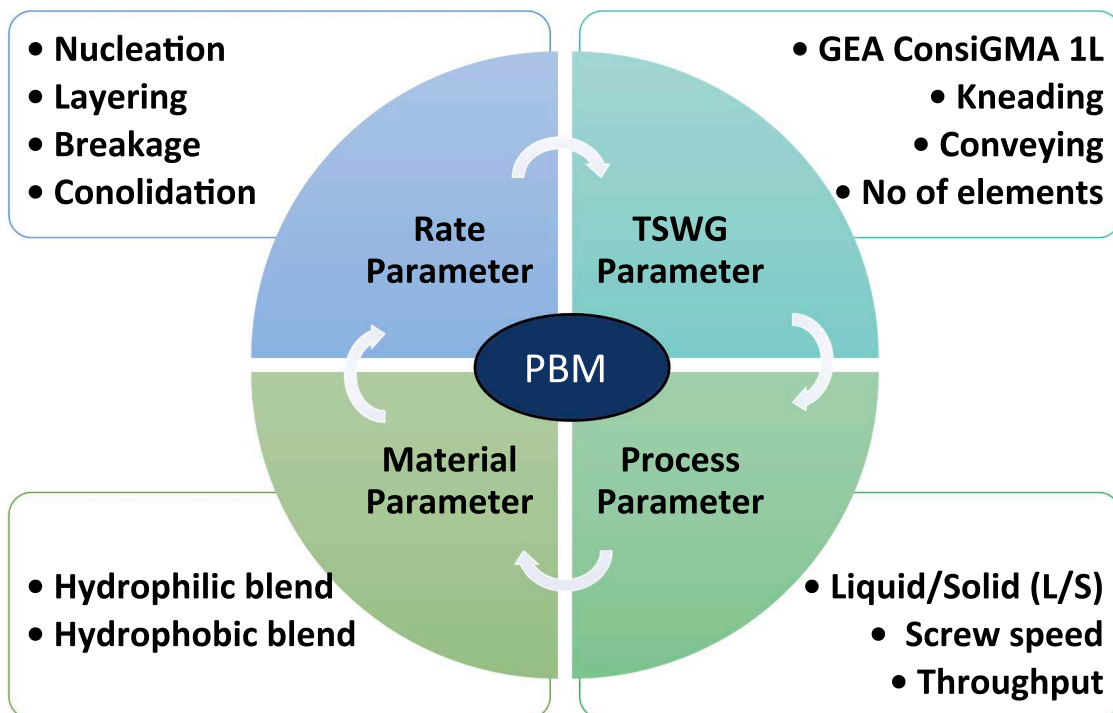 • Nucleation
• Layering
• Breakage
• Conolidation
• GEA ConsiGMA 1L
• Kneading
• Conveying
• No of elements
Rate
Parameter
TSWG
Parameter
PBM
Material
Parameter
Process
Parameter
• Hydrophilic blend
• Hydrophobic blend
• Liquid/Solid (L/S)
• Screw speed
• Throughput